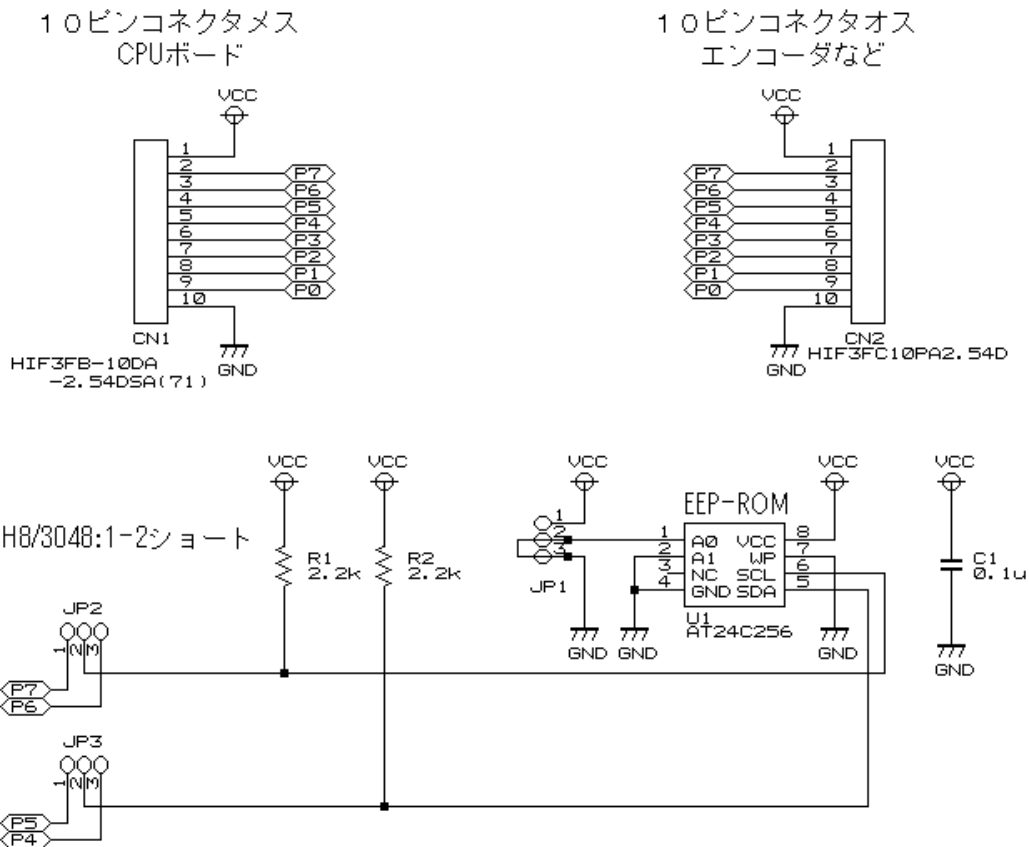 １０ピンコネクタメス
CPUボード
１０ピンコネクタオス
エンコーダなど
VCC
1
2
3
4
5
6
7
8
9
10
P7
P6
P5
P4
P3
P2
P1
P0
CN1
HIF3FB-10DA
-2.54DSA(71)
GND
VCC
1
2
3
4
5
6
7
8
9
10
P7
P6
P5
P4
P3
P2
P1
P0
GND
CN2
HIF3FC10PA2.54D
H8/3048:1-2ショート
VCC
R1
2.2k
VCC
R2
2.2k
JP2
1
2
3
P7
P6
JP3
1
2
3
P5
P4
VCC
1
2
3
JP1
GND
GND
EEP-ROM
1
2
3
4
A0
A1
NC
GND
VCC
WP
SCL
SDA
8
7
6
5
U1
AT24C256
VCC
GND
VCC
C1
0.1u
GND